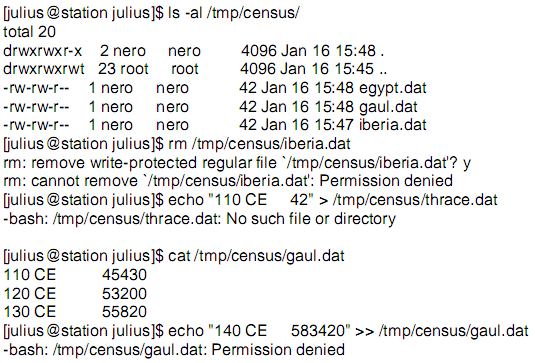 [julius@station julius]$ ls -al /tmp/census/
total 20
drwxrwxr-x 2 nero nero 4096 Jan 16 15:48 .
drwxrwxrwt 23 root root 4096 Jan 16 15:45 ..
-rw-rw-r-- 1 nero nero 42 Jan 16 15:48 egypt.dat
-rw-rw-r-- 1 nero nero 42 Jan 16 15:48 gaul.dat
-rw-rw-r-- 1 nero nero 42 Jan 16 15:47 iberia.dat
[julius@station julius]$ rm /tmp/census/iberia.dat
rm: remove write-protected regular file `/tmp/census/iberia.dat'? y
rm: cannot remove `/tmp/census/iberia.dat': Permission denied
[julius@station julius]$ echo "110 CE 42" > /tmp/census/thrace.dat
-bash: /tmp/census/thrace.dat: No such file or directory
[julius@station julius]$ cat /tmp/census/gaul.dat
110 CE 45430
120 CE 53200
130 CE 55820
[julius@station julius]$ echo "140 CE 583420" >> /tmp/census/gaul.dat
-bash: /tmp/census/gaul.dat: Permission denied